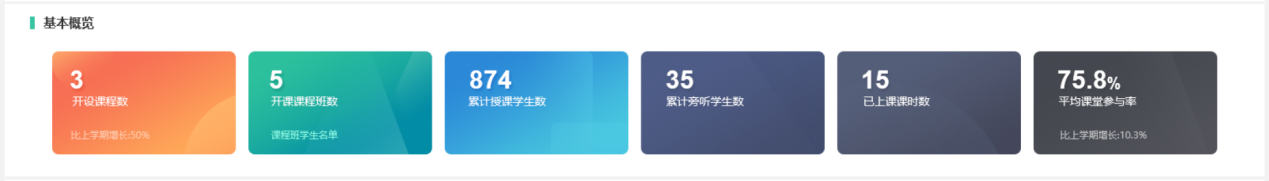 基本概览
3
开设课程数
比上学期增长:50%
5
开课课程班数
课程班学生名单
874
累计授课学生数
35
累计旁听学生数
15
已上课课时数
75.8%
平均课堂参与率
比上学期增长:10.3%